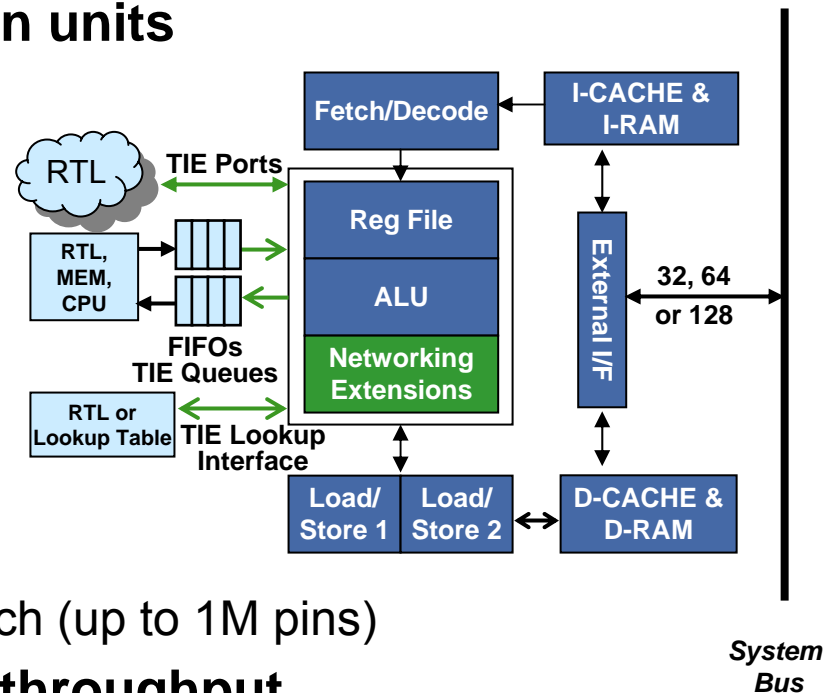 n units
Fetch/Decode
I-CACHE &
I-RAM
RTL
TIE Ports
Reg File
RTL,
MEM,
CPU
ALU
External I/F
32, 64
or 128
FIFOs
TIE Queues
Networking
Extensions
RTL or
Lookup Table
TIE Lookup
Interface
Load/
Store 1
Load/
Store 2
D-CACHE &
D-RAM
ch (up to 1M pins)
throughput
System
Bus